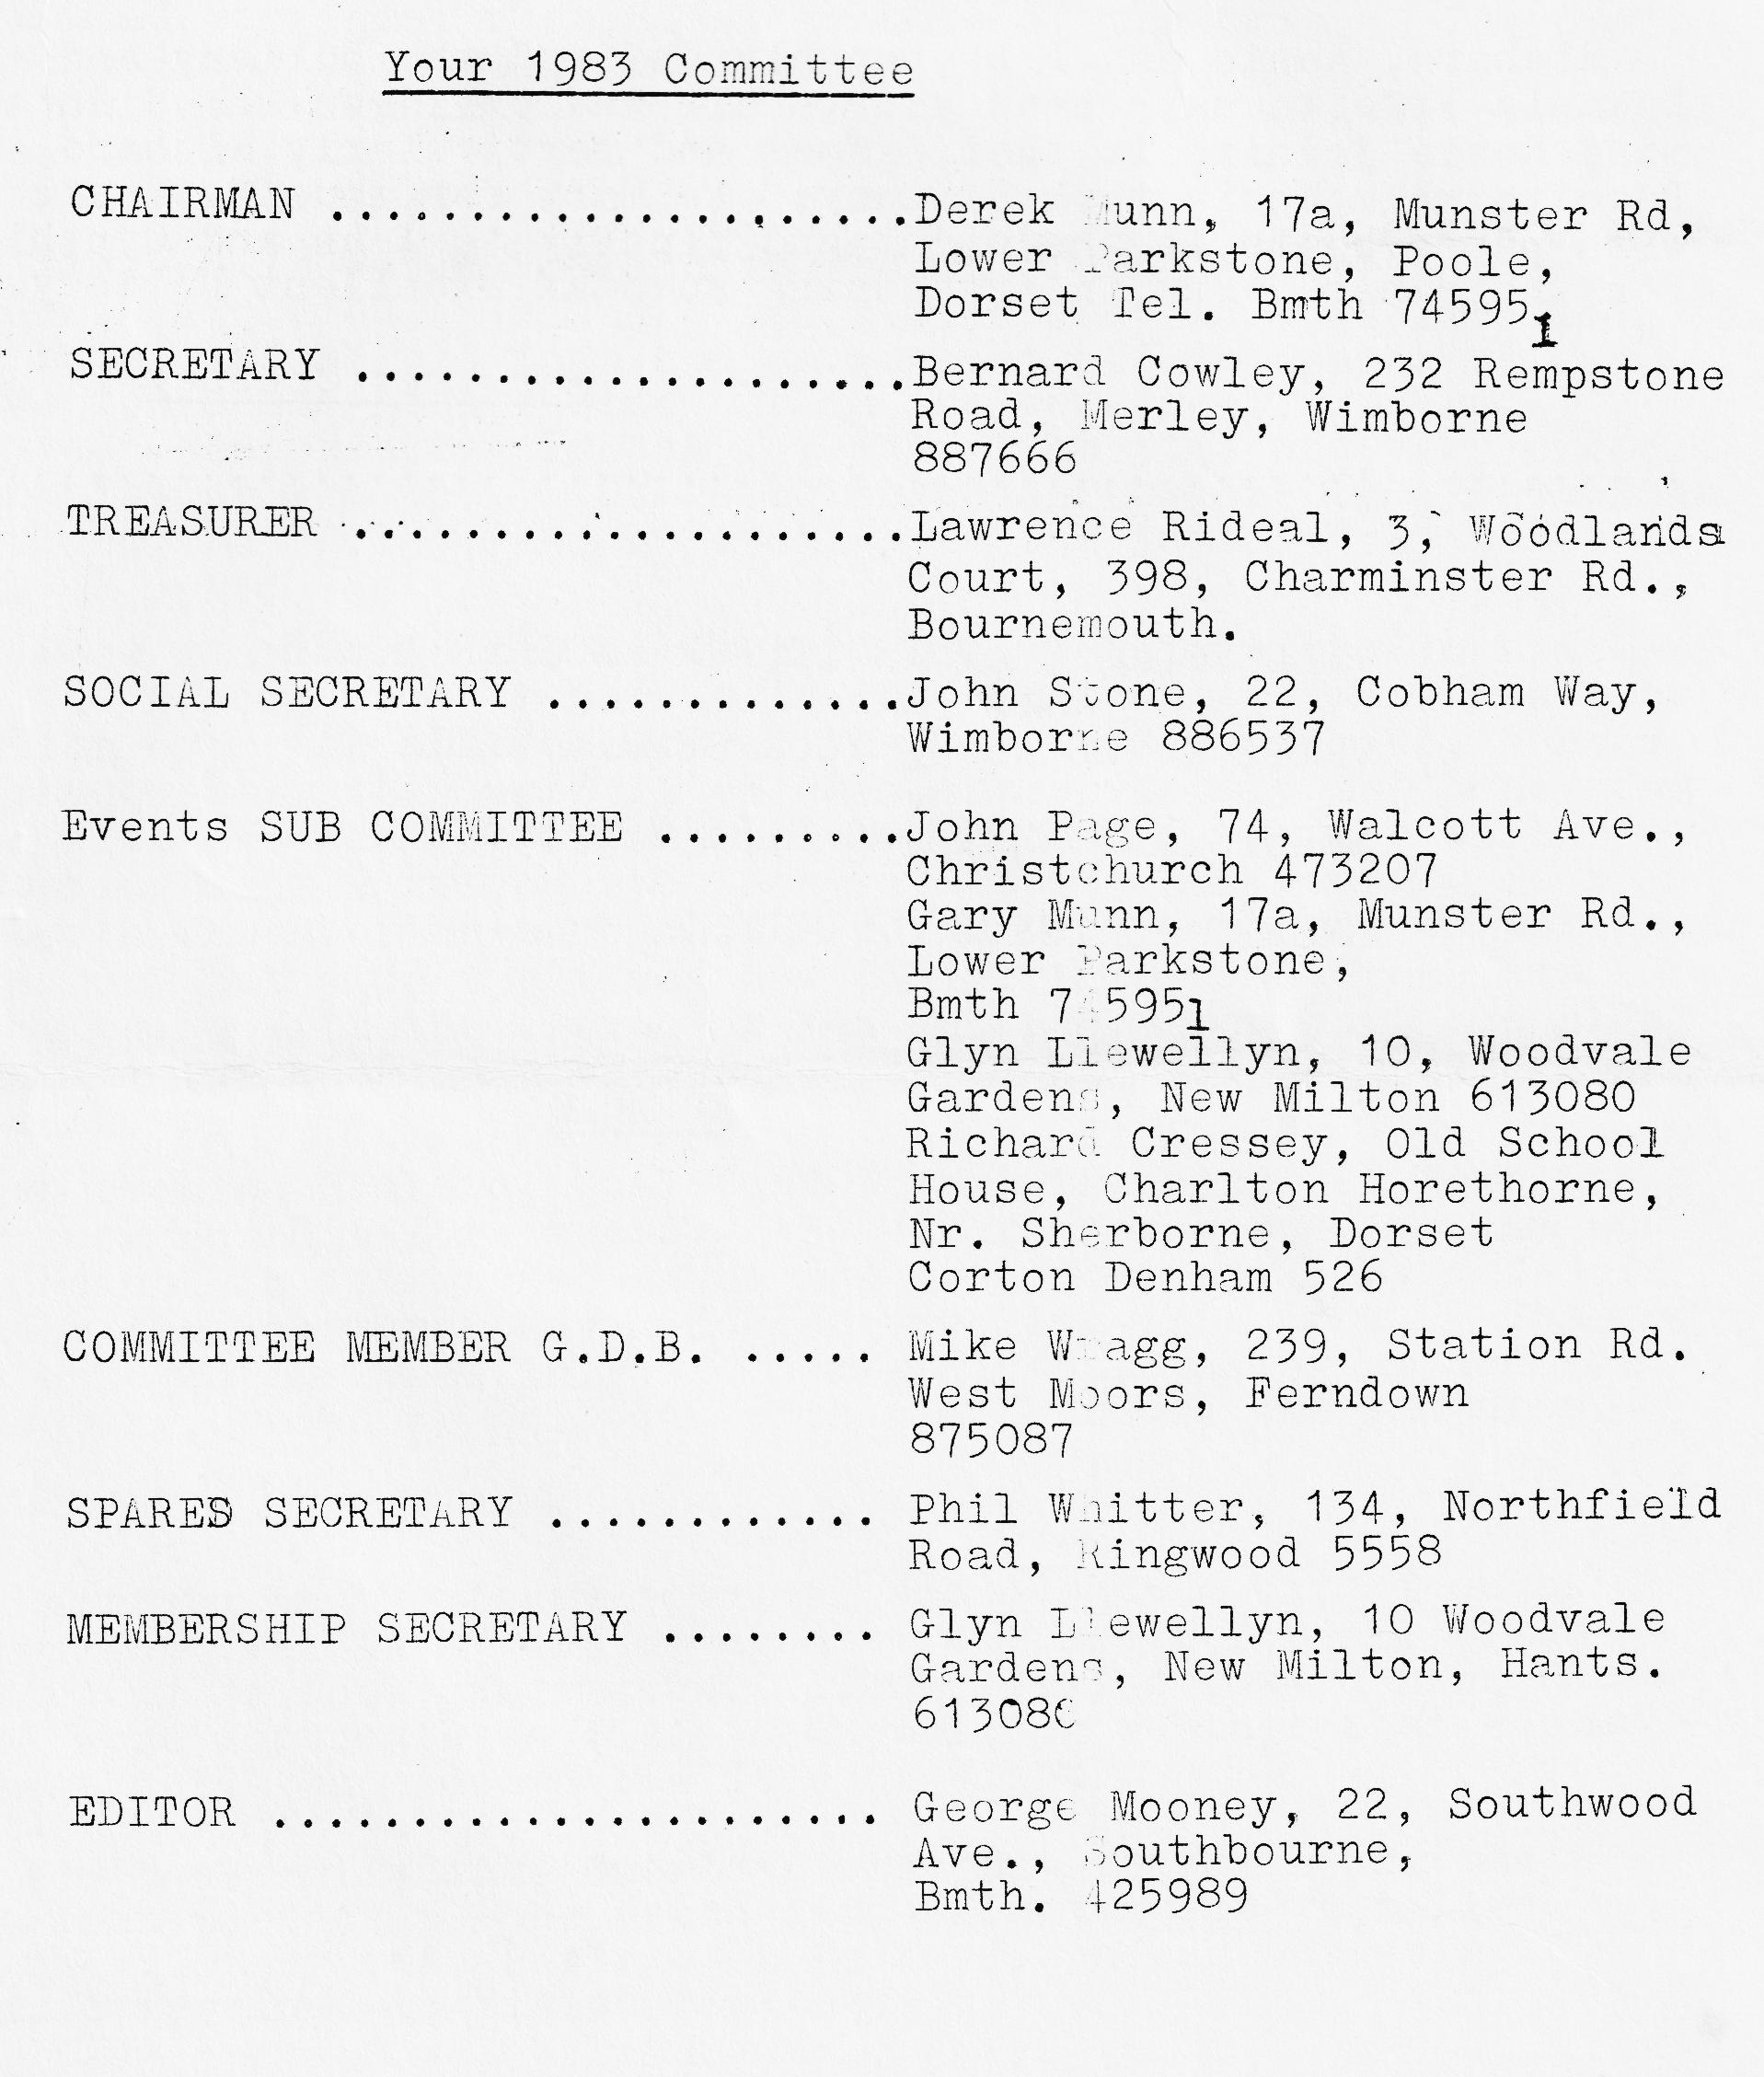 Your 1983 Committee
CHAIRMAN .....................Derek Munn, 17a, Munster Rd,
Lower Parkstone, Poole,
Dorset Tel. Bmth 745951
SECRETARY ....................Bernard Cowley, 232 Rempstone
Road, Merley, Wimborne
887666
TREASURER ....................Lawrence Rideal, 3, Woodlands
Court, 398, Charminster Rd.,
Bournemouth.
SOCIAL SECRETARY .............John Stone, 22, Cobham Way,
Wimborne 886537
Events SUB COMMITTEE .........John Page, 74, Walcott Ave.,
Christchurch 473207
Gary Munn, 17a, Munster Rd.,
Lower Parkstone,
Bmth 745951
Glyn Llewellyn, 10, Woodvale
Gardens, New Milton 613080
Richard Cressey, Old School
House, Charlton Horethorne,
Nr. Sherborne, Dorset
Corton Denham 526
COMMITTEE MEMBER G.D.B. ..... Mike Wragg, 239, Station Rd.
West Moors, Ferndown
875087
SPARES SECRETARY ............ Phil Whitter, 134, Northfield
Road, Ringwood 5558
MEMBERSHIP SECRETARY ........ Glyn Llewellyn, 10 Woodvale
Gardens, New Milton, Hants.
613080
EDITOR ...................... George Mooney, 22, Southwood
Ave., Southbourne,
Bmth. 425989